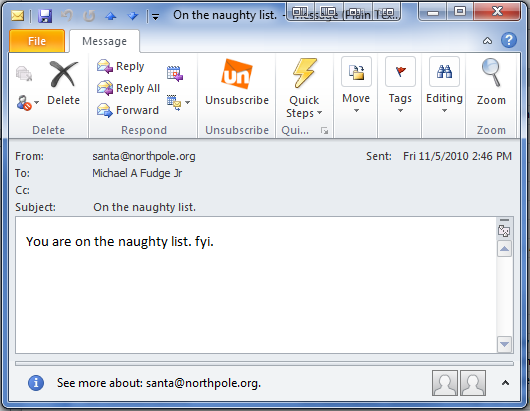 On the naughty list. - Message (Plain Tex...
File Message
Delete
Reply
Reply All
Forward
un
Unsubscribe
Quick Steps
Move
Tags
Editing
Zoom
Delete Respond Unsubscribe Qui... Zoom
From: santa@northpole.org Sent: Fri 11/5/2010 2:46 PM
To: Michael A Fudge Jr
Cc:
Subject: On the naughty list.
You are on the naughty list. fyi.
See more about: santa@northpole.org.